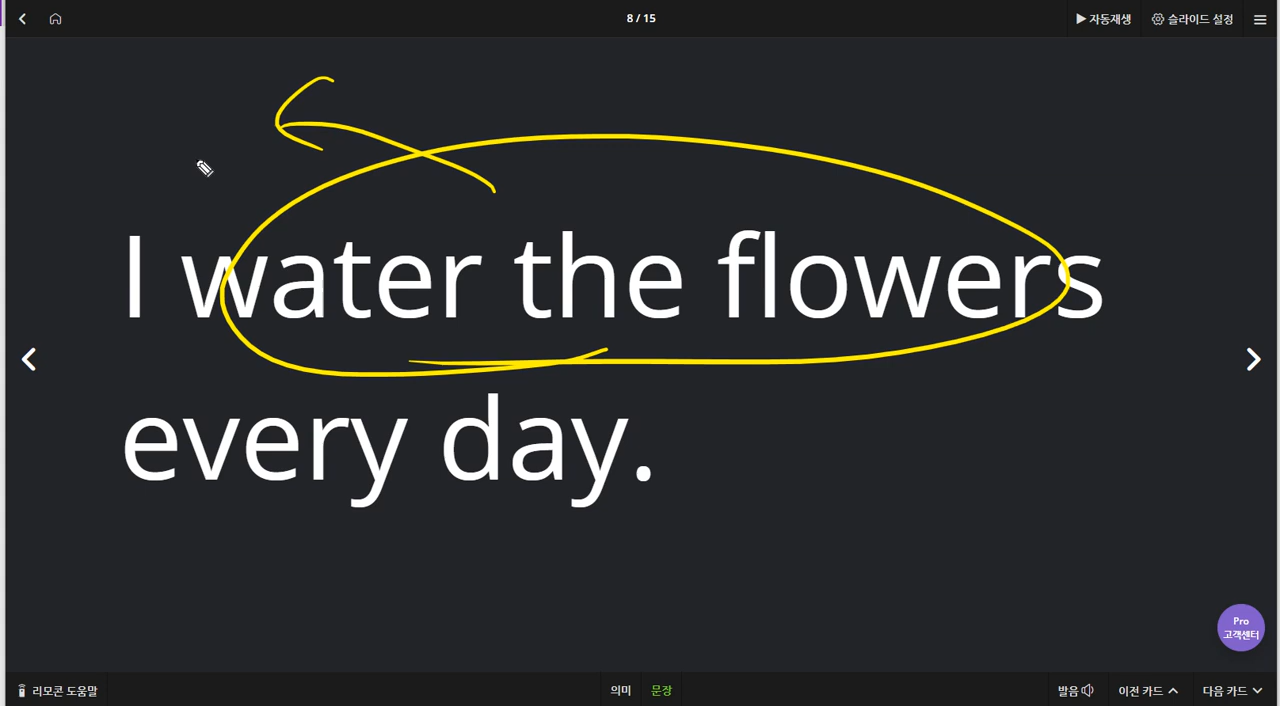 8 / 15
자동재생
슬라이드 설정
I water the flowers
every day.
Pro
고객센터
리모콘 도움말
의미
문장
발음
이전 카드
다음 카드